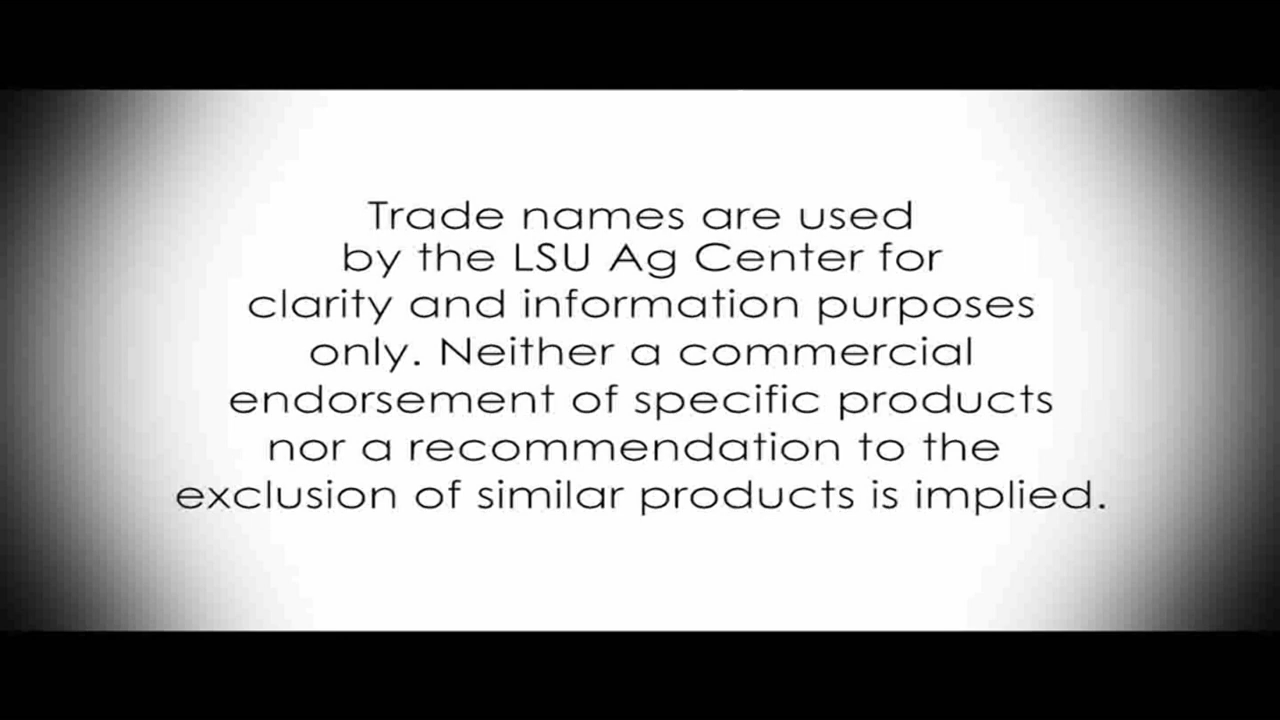 Trade names are used
by the LSU Ag Center for
clarity and information purposes
only. Neither a commercial
endorsement of specific products
nor a recommendation to the
exclusion of similar products is implied.